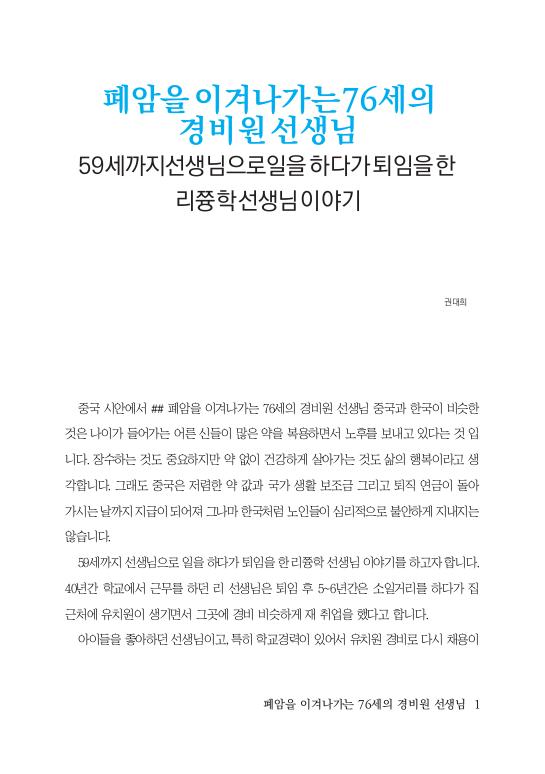 폐암을 이겨나가는 76세의
경비원 선생님
59세까지 선생님으로 일을 하다가 퇴임을 한
리쯍학 선생님 이야기
권대희
중국 시안에서 ## 폐암을 이겨나가는 76세의 경비원 선생님 중국과 한국이 비슷한
것은 나이가 들어가는 어른 신들이 많은 약을 복용하면서 노후를 보내고 있다는 것 입
니다. 장수하는 것도 중요하지만 약 없이 건강하게 살아가는 것도 삶의 행복이라고 생
각합니다. 그래도 중국은 저렴한 약 값과 국가 생활 보조금 그리고 퇴직 연금이 돌아
가시는 날까지 지급이 되어져 그나마 한국처럼 노인들이 심리적으로 불안하게 지내지는
않습니다.
59세까지 선생님으로 일을 하다가 퇴임을 한 리쯍학 선생님 이야기를 하고자 합니다.
40년간 학교에서 근무를 하던 리 선생님은 퇴임 후 5~6년간은 소일거리를 하다가 집
근처에 유치원이 생기면서 그곳에 경비 비슷하게 재 취업을 했다고 합니다.
아이들을 좋아하던 선생님이고, 특히 학교경력이 있어서 유치원 경비로 다시 채용이
폐암을 이겨나가는 76세의 경비원 선생님 1